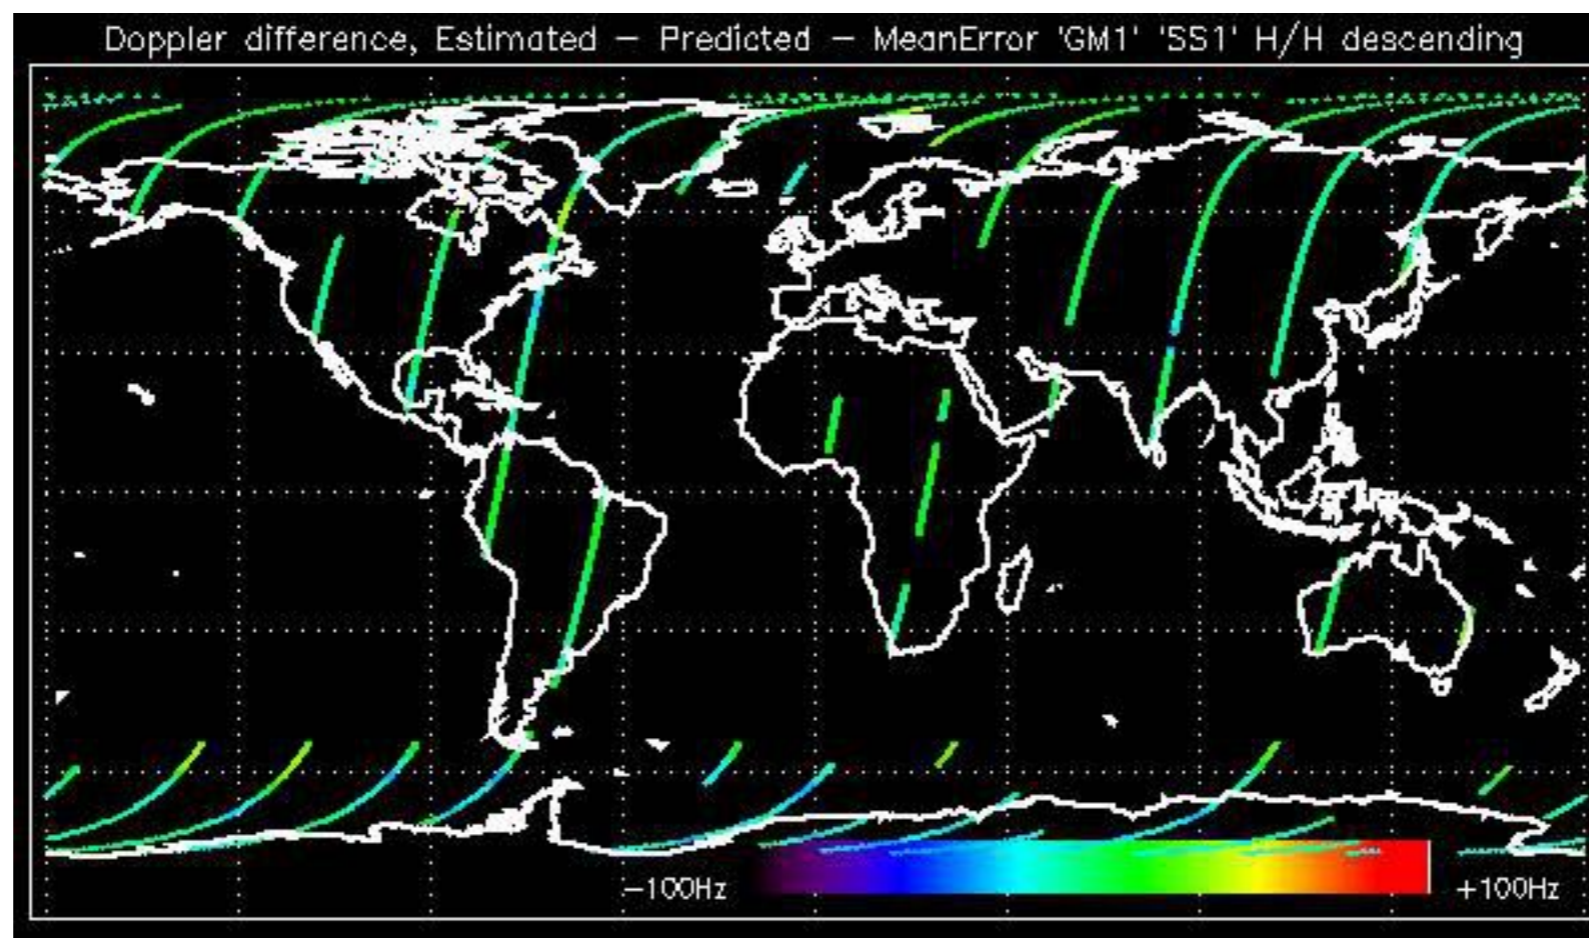 Doppler difference, Estimated − Predicted − MeanError 'GM1' 'SS1' H/H descending
−100Hz
+100Hz